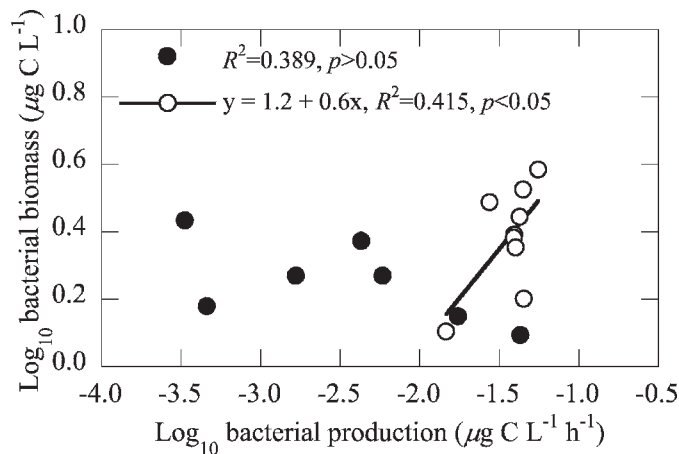 R²=0.389, p>0.05
y = 1.2 + 0.6x, R²=0.415, p<0.05
Log₁₀ bacterial biomass (µg C L⁻¹)
1.0
0.8
0.6
0.4
0.2
0.0
-4.0 -3.5 -3.0 -2.5 -2.0 -1.5 -1.0 -0.5
Log₁₀ bacterial production (µg C L⁻¹ h⁻¹)